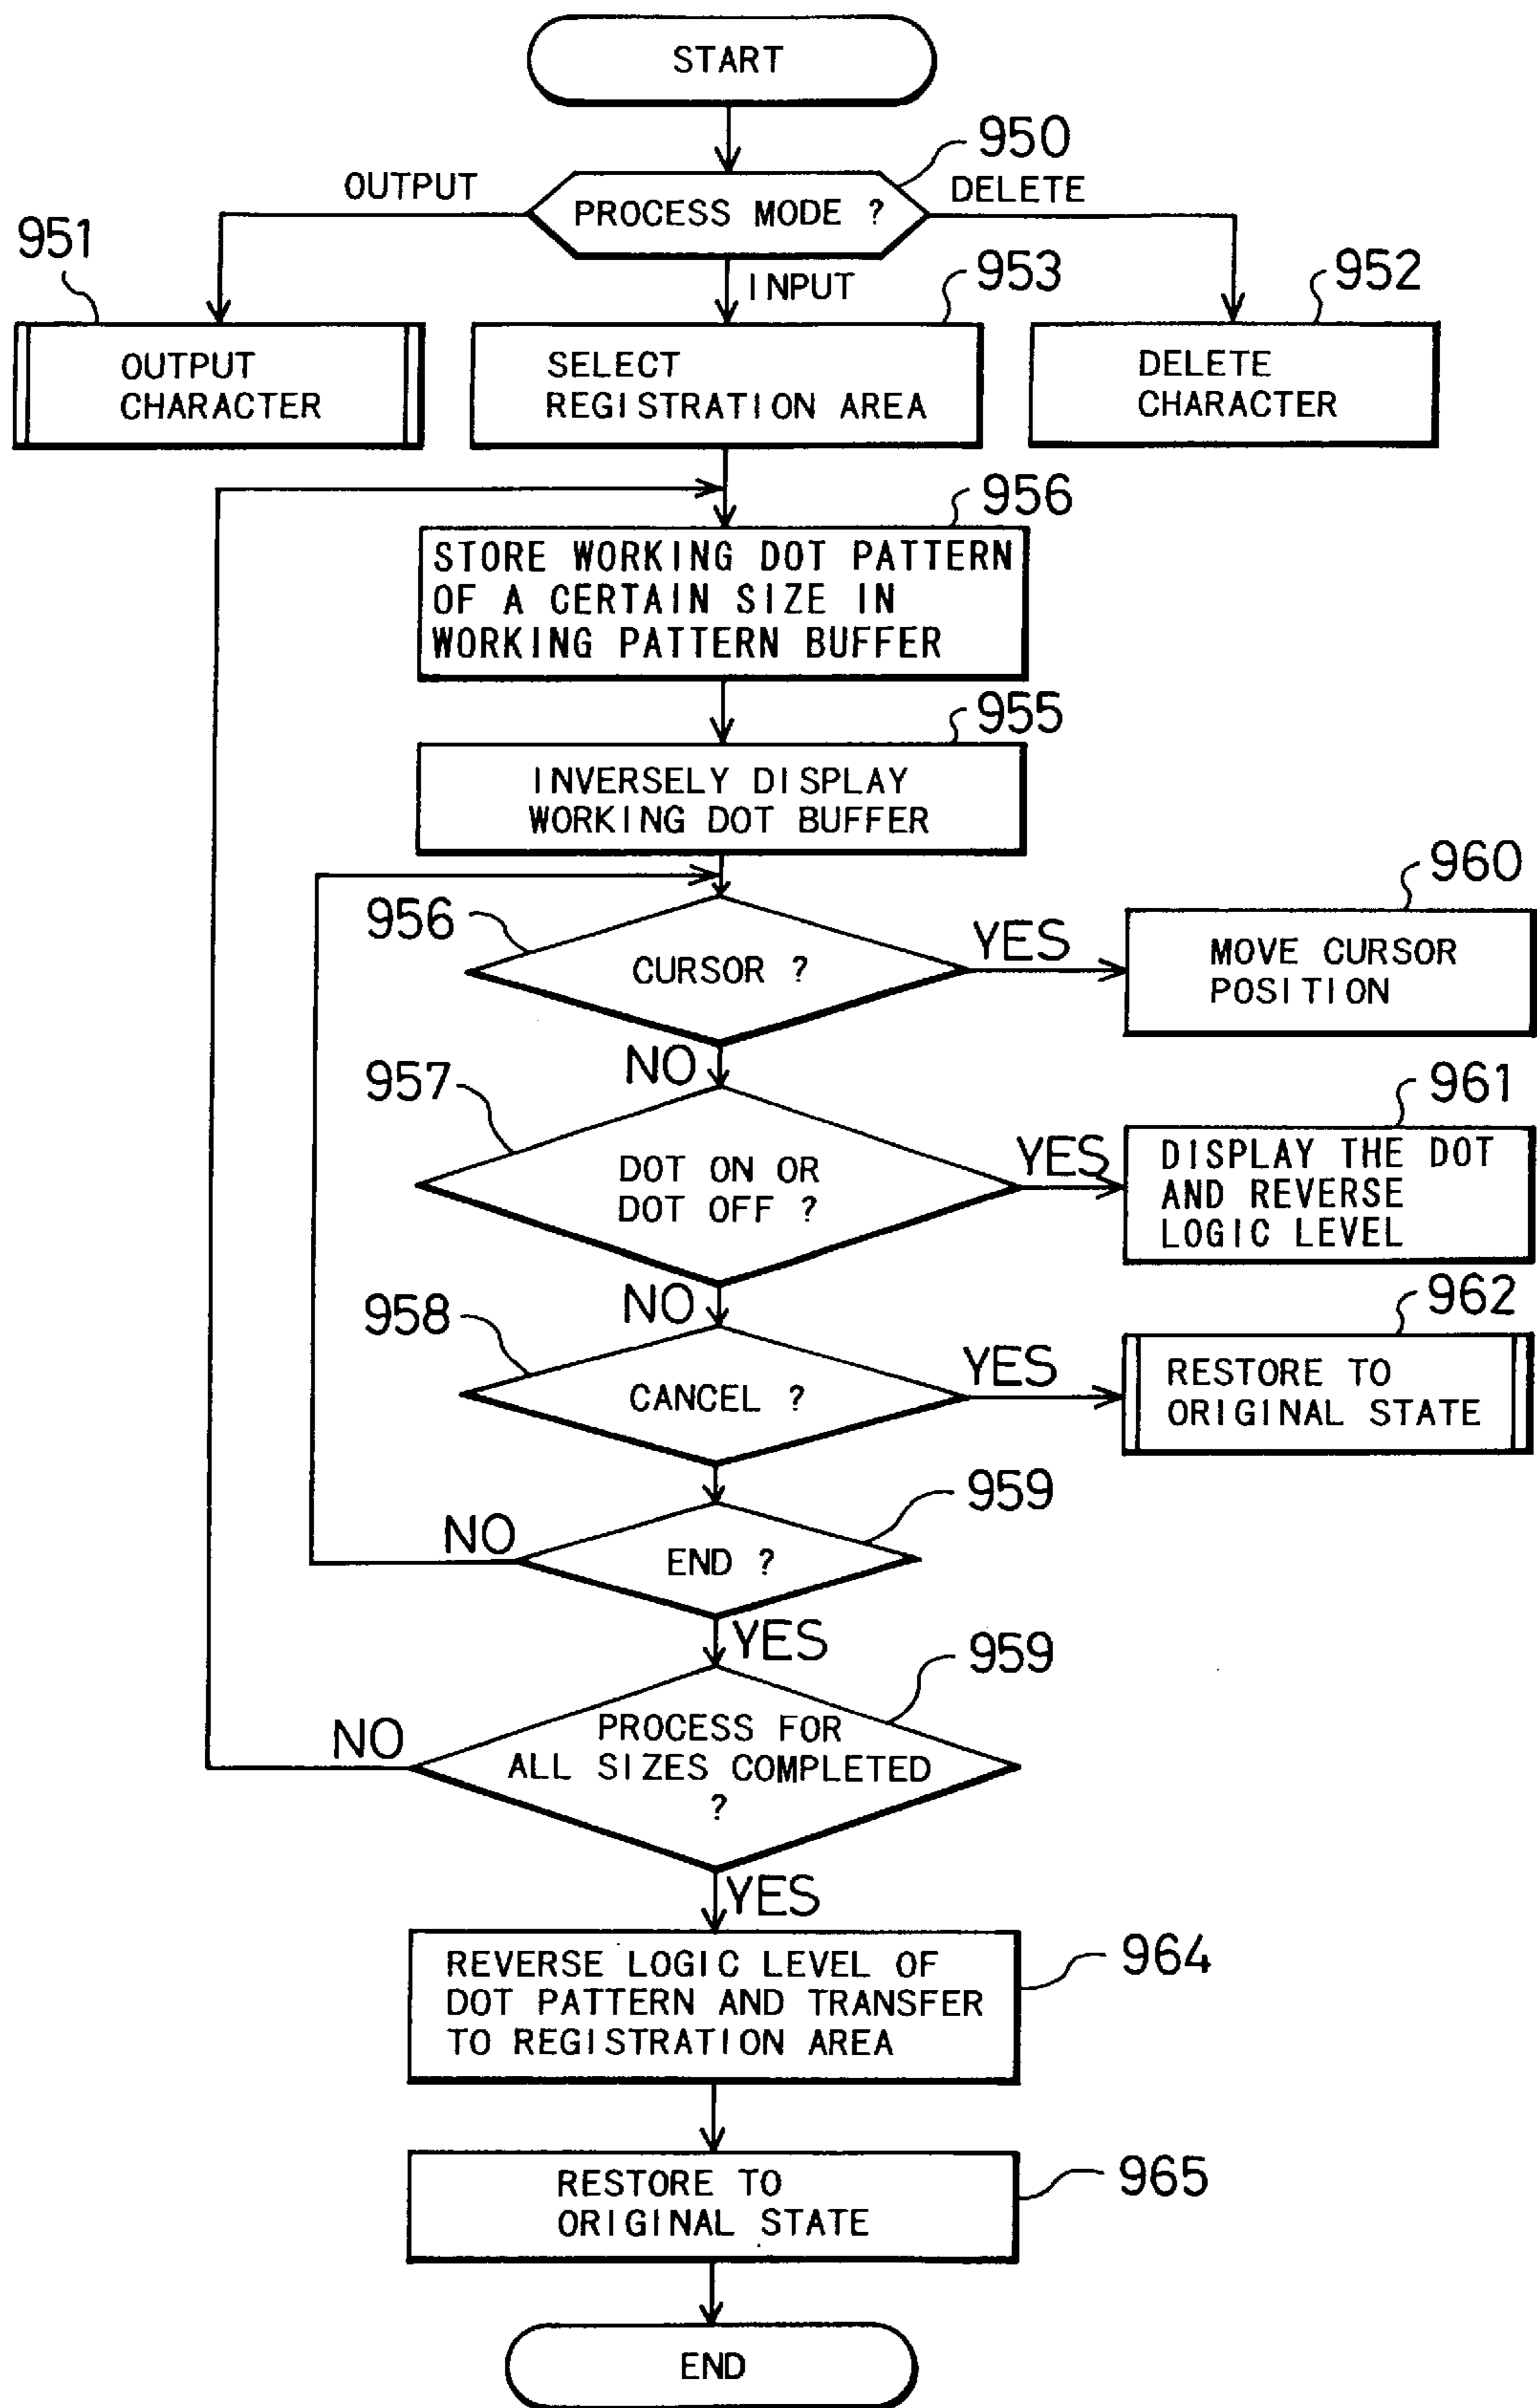 START
950
OUTPUT
PROCESS MODE ?
DELETE
951
INPUT
953
952
OUTPUT
CHARACTER
SELECT
REGISTRATION AREA
DELETE
CHARACTER
956
STORE WORKING DOT PATTERN
OF A CERTAIN SIZE IN
WORKING PATTERN BUFFER
955
INVERSELY DISPLAY
WORKING DOT BUFFER
956
CURSOR ?
YES
960
MOVE CURSOR
POSITION
NO
957
DOT ON OR
DOT OFF ?
YES
961
DISPLAY THE DOT
AND REVERSE
LOGIC LEVEL
NO
958
CANCEL ?
YES
962
RESTORE TO
ORIGINAL STATE
959
NO
END ?
YES
959
NO
PROCESS FOR
ALL SIZES COMPLETED
?
YES
964
REVERSE LOGIC LEVEL OF
DOT PATTERN AND TRANSFER
TO REGISTRATION AREA
965
RESTORE TO
ORIGINAL STATE
END